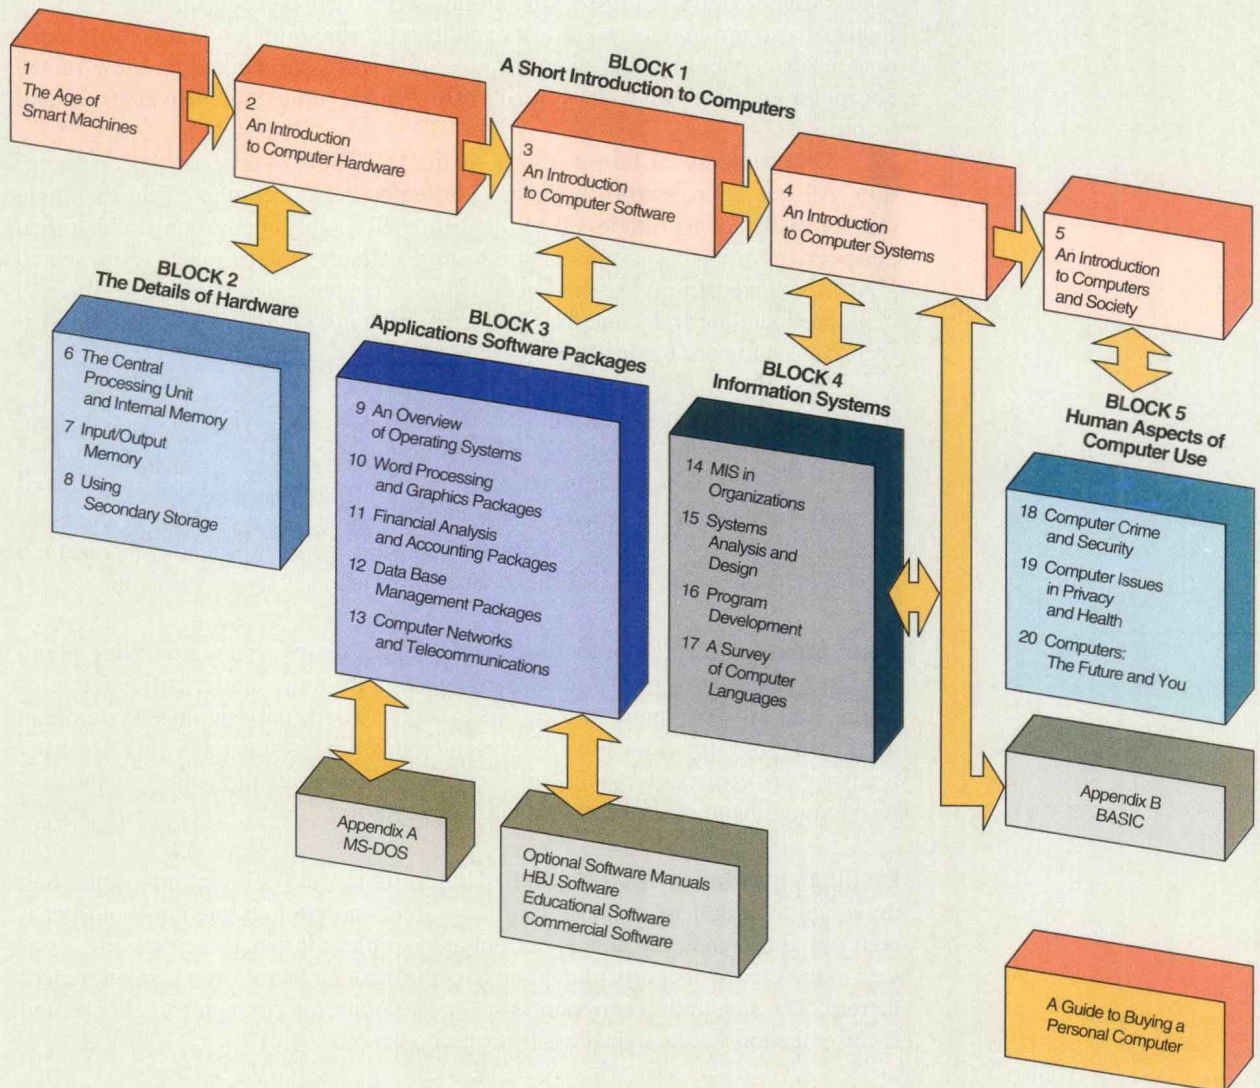 BLOCK 1
A Short Introduction to Computers
1
The Age of
Smart Machines
2
An Introduction
to Computer Hardware
3
An Introduction
to Computer Software
4
An Introduction
to Computer Systems
5
An Introduction
to Computers
and Society
BLOCK 2
The Details of Hardware
6 The Central
Processing Unit
and Internal Memory
7 Input/Output
Memory
8 Using
Secondary Storage
BLOCK 3
Applications Software Packages
9 An Overview
of Operating Systems
10 Word Processing
and Graphics Packages
11 Financial Analysis
and Accounting Packages
12 Data Base
Management Packages
13 Computer Networks
and Telecommunications
BLOCK 4
Information Systems
14 MIS in
Organizations
15 Systems
Analysis and
Design
16 Program
Development
17 A Survey
of Computer
Languages
BLOCK 5
Human Aspects of
Computer Use
18 Computer Crime
and Security
19 Computer Issues
in Privacy
and Health
20 Computers:
The Future and You
Appendix A
MS-DOS
Optional Software Manuals
HBJ Software
Educational Software
Commercial Software
Appendix B
BASIC
A Guide to Buying a
Personal Computer